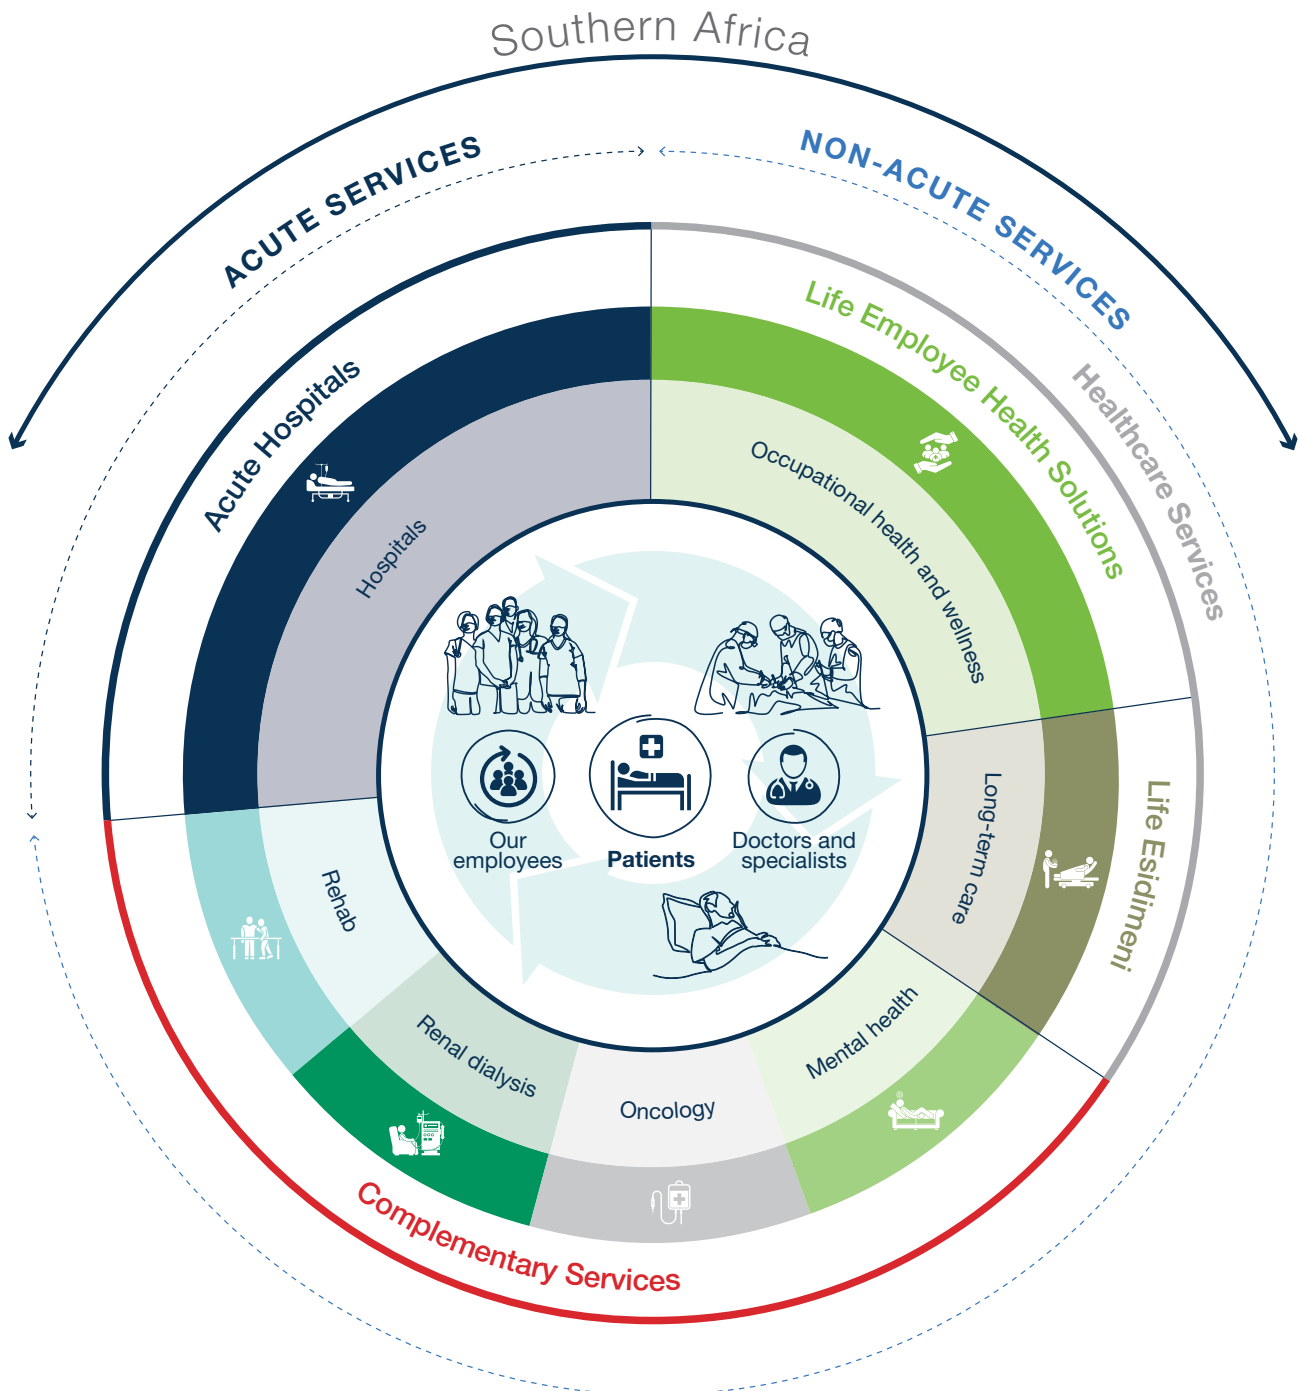 Southern Africa
ACUTE SERVICES
NON-ACUTE SERVICES
Acute Hospitals
Life Employee Health Solutions
Healthcare Services
Hospitals
Occupational health and wellness
Our
employees
Patients
Doctors and
specialists
Long-term care
Life Esidimeni
Rehab
Renal dialysis
Oncology
Mental health
Complementary Services